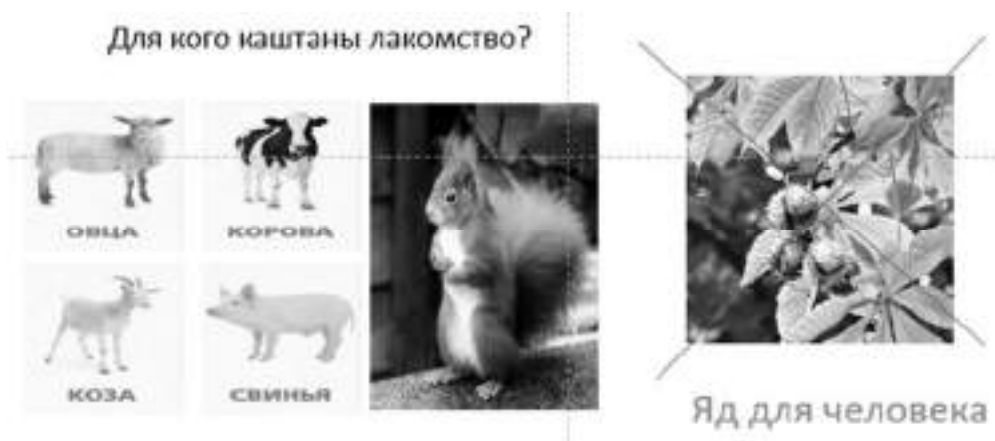 Для кого каштаны лакомство?
ОВЦА
КОРОВА
КОЗА
СВИНЬЯ
Яд для человека